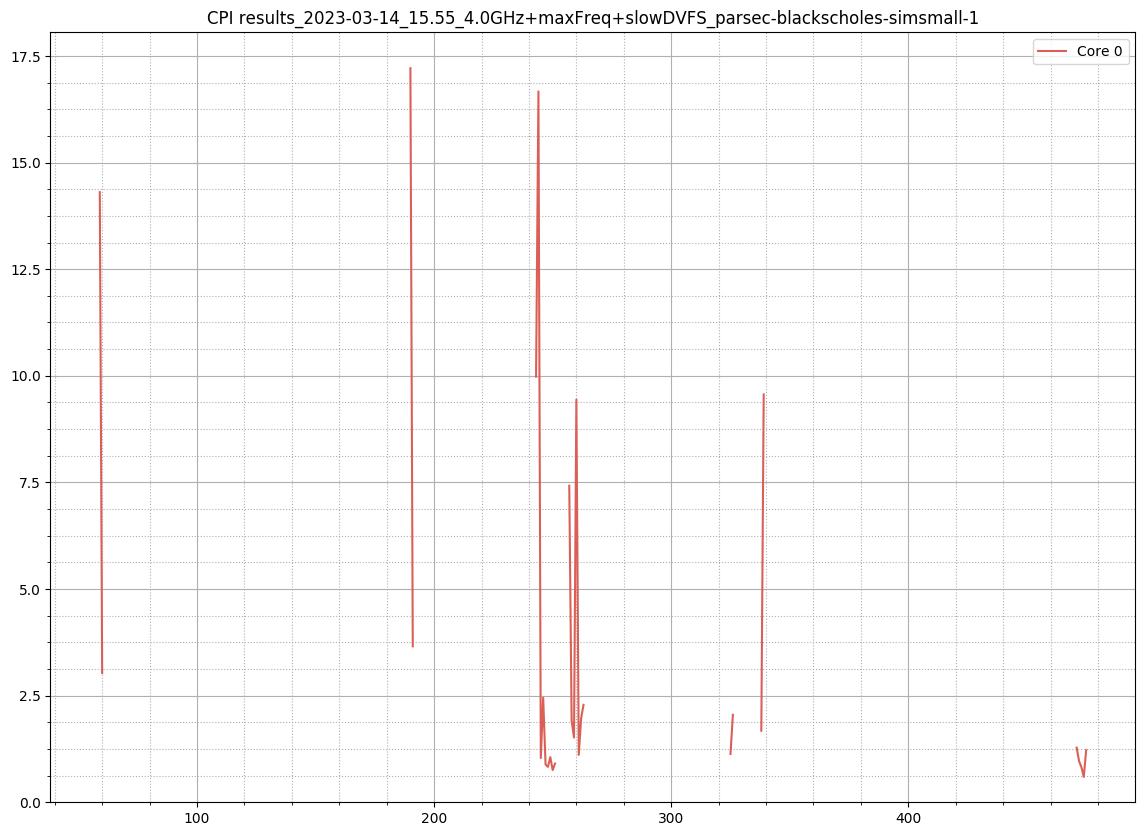 CPI results_2023-03-14_15.55_4.0GHz+maxFreq+slowDVFS_parsec-blackscholes-simsmall-1
Core 0
17.5
15.0
12.5
10.0
7.5
5.0
2.5
0.0
100 200 300 400